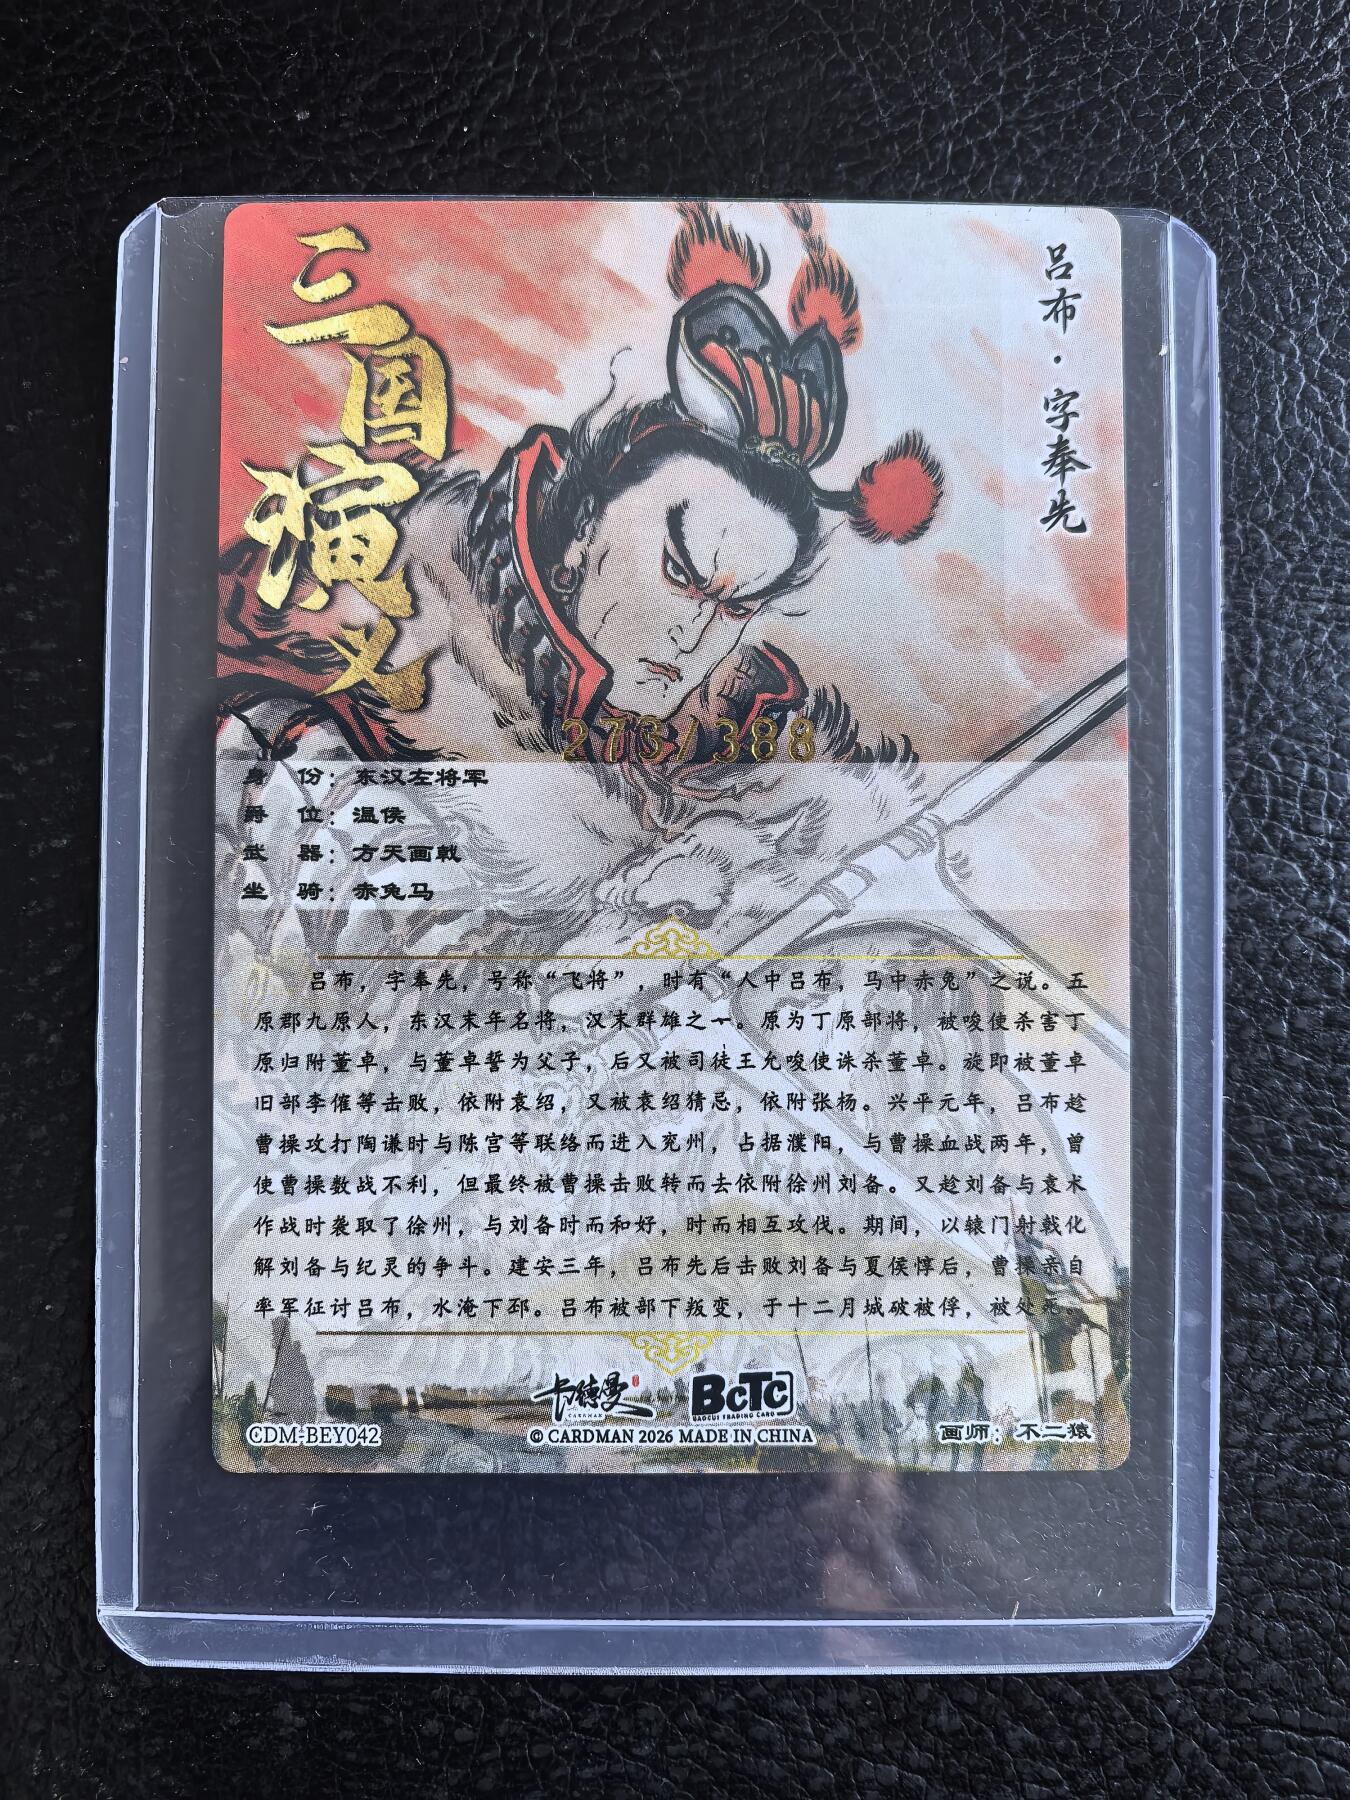 三国演义
吕布·字奉先
273/388
身　份：东汉左将军
爵　位：温侯
武　器：方天画戟
坐　骑：赤兔马
吕布，字奉先，号称“飞将”，时有“人中吕布，马中赤兔”之说。五
原郡九原人，东汉末年名将，汉末群雄之一。原为丁原部将，被唆使杀害丁
原归附董卓，与董卓誓为父子，后又被司徒王允唆使诛杀董卓。旋即被董卓
旧部李傕等击败，依附袁绍，又被袁绍猜忌，依附张杨。兴平元年，吕布趁
曹操攻打陶谦时与陈宫等联络而进入兖州，占据濮阳，与曹操血战两年，曾
使曹操数战不利，但最终被曹操击败转而去依附徐州刘备。又趁刘备与袁术
作战时袭取了徐州，与刘备时而和好，时而相互攻伐。期间，以辕门射戟化
解刘备与纪灵的争斗。建安三年，吕布先后击败刘备与夏侯惇后，曹操亲自
率军征讨吕布，水淹下邳。吕布被部下叛变，于十二月城破被俘，被处死。
卡德曼
CARDMAN
BCTC
BAOCUI TRADING CARD
CDM-BEY042
© CARDMAN 2026 MADE IN CHINA
画师：不二猿